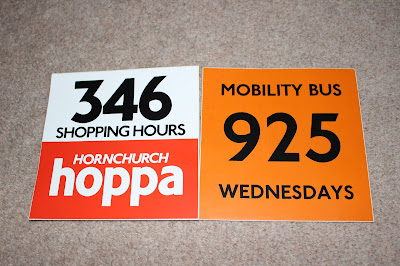 346
SHOPPING HOURS
HORNCHURCH
hoppa
MOBILITY BUS
925
WEDNESDAYS